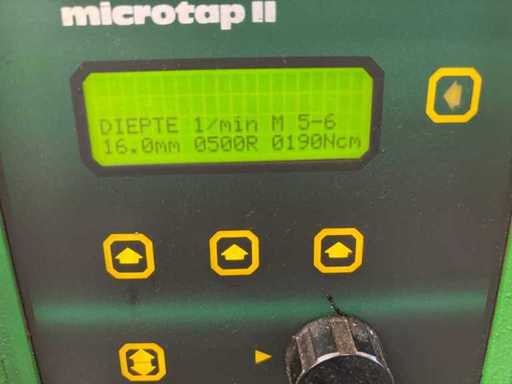 microtap II
DIEPTE 1/min M 5-6
16.0mm 0500R 0190Ncm